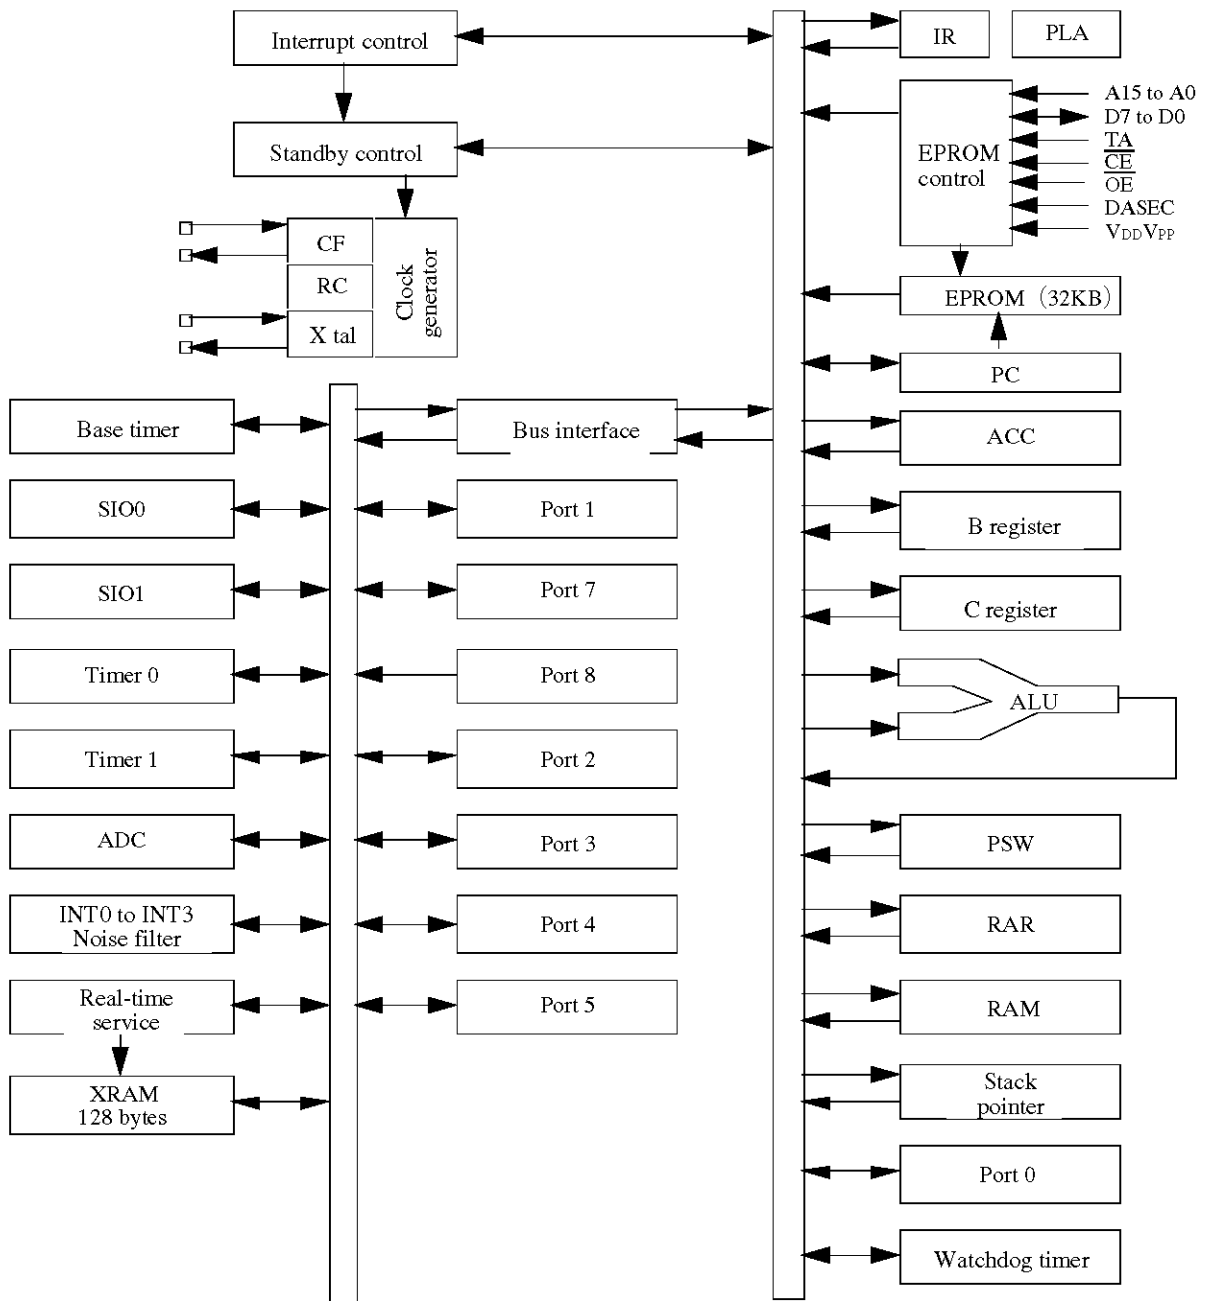 Interrupt control
IR
PLA
Standby control
EPROM
control
A15 to A0
D7 to D0
TA
CE
OE
DASEC
VDDVPP
CF
RC
X tal
Clock
generator
EPROM (32KB)
PC
Base timer
Bus interface
ACC
SIO0
Port 1
B register
SIO1
Port 7
C register
Timer 0
Port 8
ALU
Timer 1
Port 2
ADC
Port 3
PSW
INT0 to INT3
Noise filter
Port 4
RAR
Real-time
service
Port 5
RAM
XRAM
128 bytes
Stack
pointer
Port 0
Watchdog timer